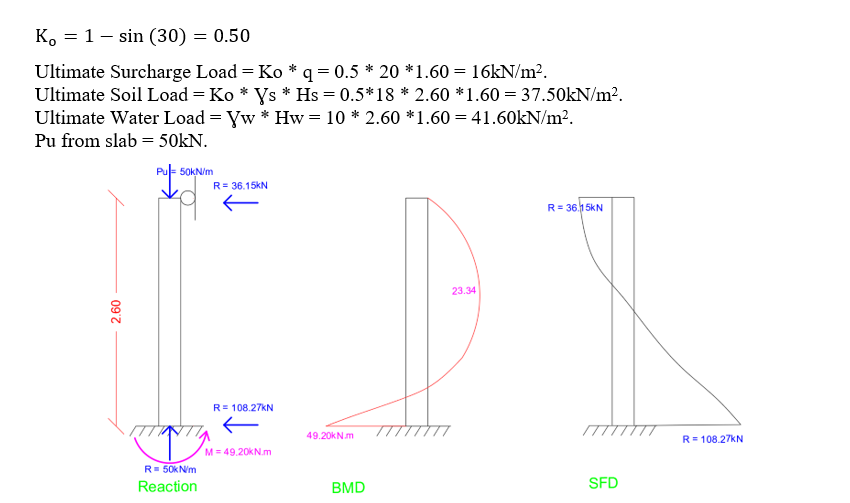 Kₒ = 1 − sin (30) = 0.50
Ultimate Surcharge Load = Ko * q = 0.5 * 20 *1.60 = 16kN/m².
Ultimate Soil Load = Ko * Ɣs * Hs = 0.5*18 * 2.60 *1.60 = 37.50kN/m².
Ultimate Water Load = Ɣw * Hw = 10 * 2.60 *1.60 = 41.60kN/m².
Pu from slab = 50kN.
Pu = 50kN/m
R = 36.15kN
2.60
R = 108.27kN
M = 49.20kN.m
R = 50kN/m
Reaction
23.34
49.20kN.m
BMD
R = 36.15kN
R = 108.27kN
SFD